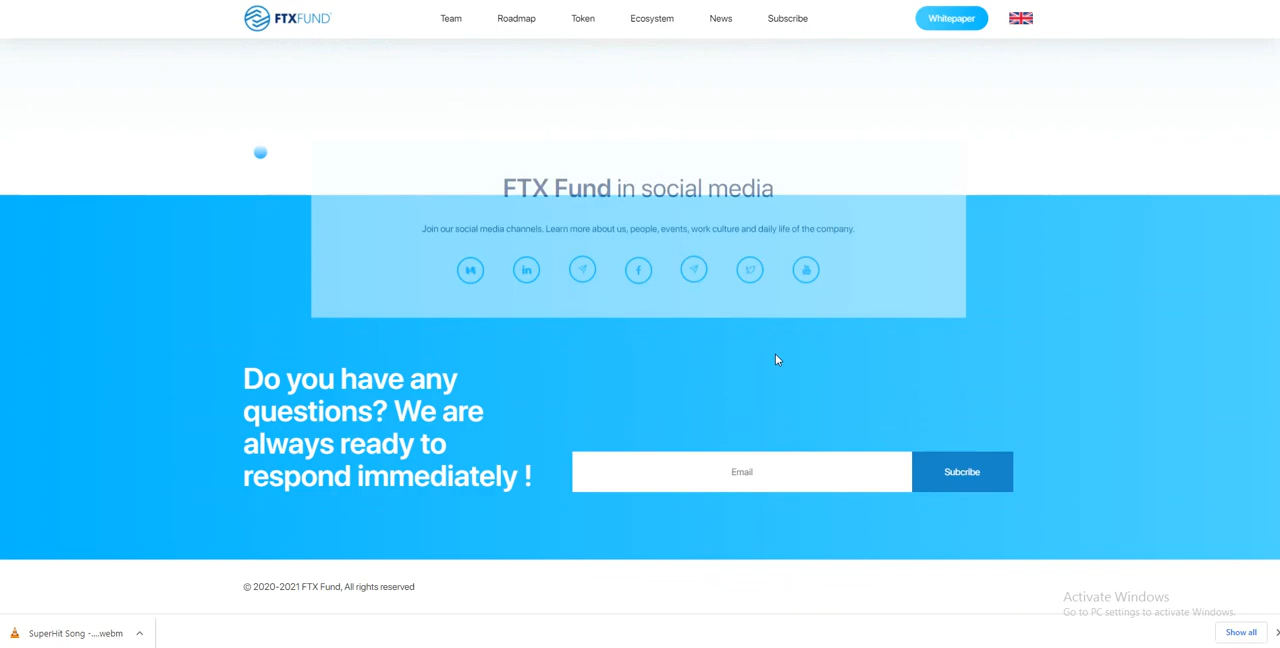 FTXFUND
Team Roadmap Token Ecosystem News Subscribe Whitepaper
FTX Fund in social media
Join our social media channels. Learn more about us, people, events, work culture and daily life of the company.
Do you have any
questions? We are
always ready to
respond immediately !
Email Subcribe
© 2020-2021 FTX Fund, All rights reserved
Activate Windows
Go to PC settings to activate Windows.
SuperHit Song -....webm Show all